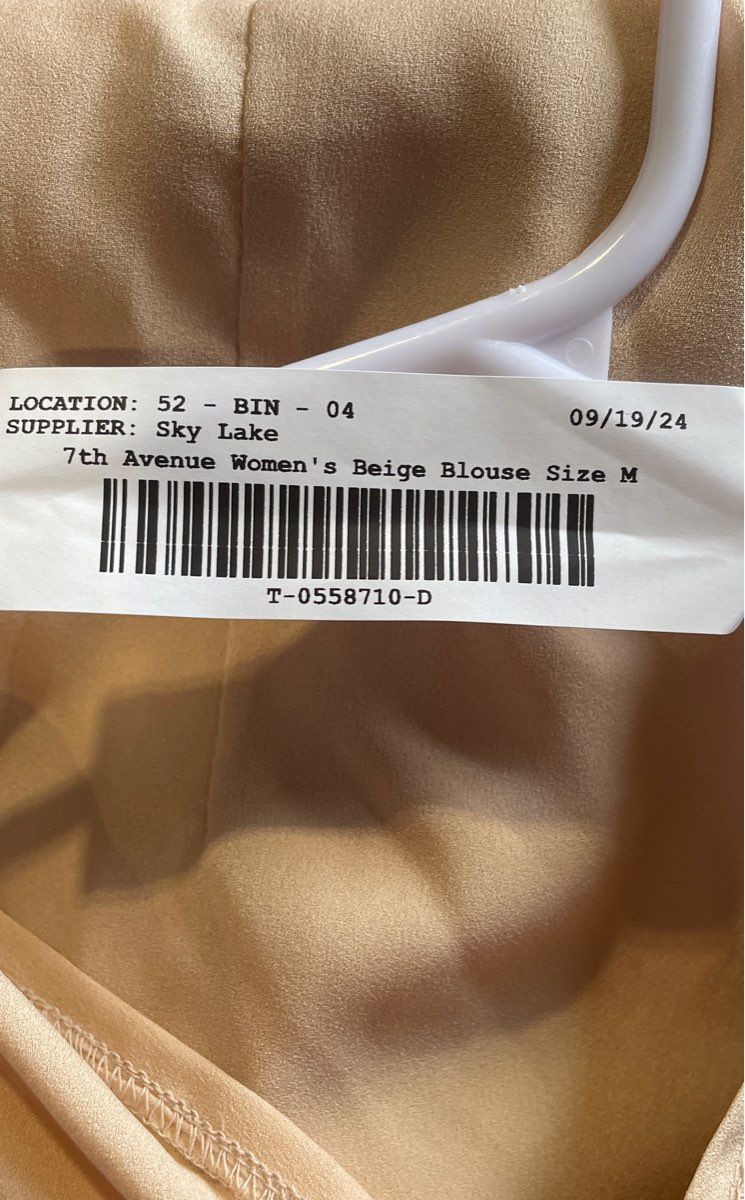 LOCATION: 52 - BIN - 04
09/19/24
SUPPLIER: Sky Lake
7th Avenue Women's Beige Blouse Size M
T-0558710-D